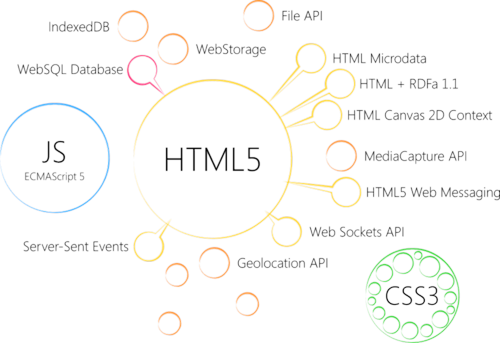 File API
IndexedDB
WebStorage
HTML Microdata
WebSQL Database
HTML + RDFa 1.1
HTML Canvas 2D Context
JS
ECMAScript 5
HTML5
MediaCapture API
HTML5 Web Messaging
Web Sockets API
Server-Sent Events
Geolocation API
CSS3